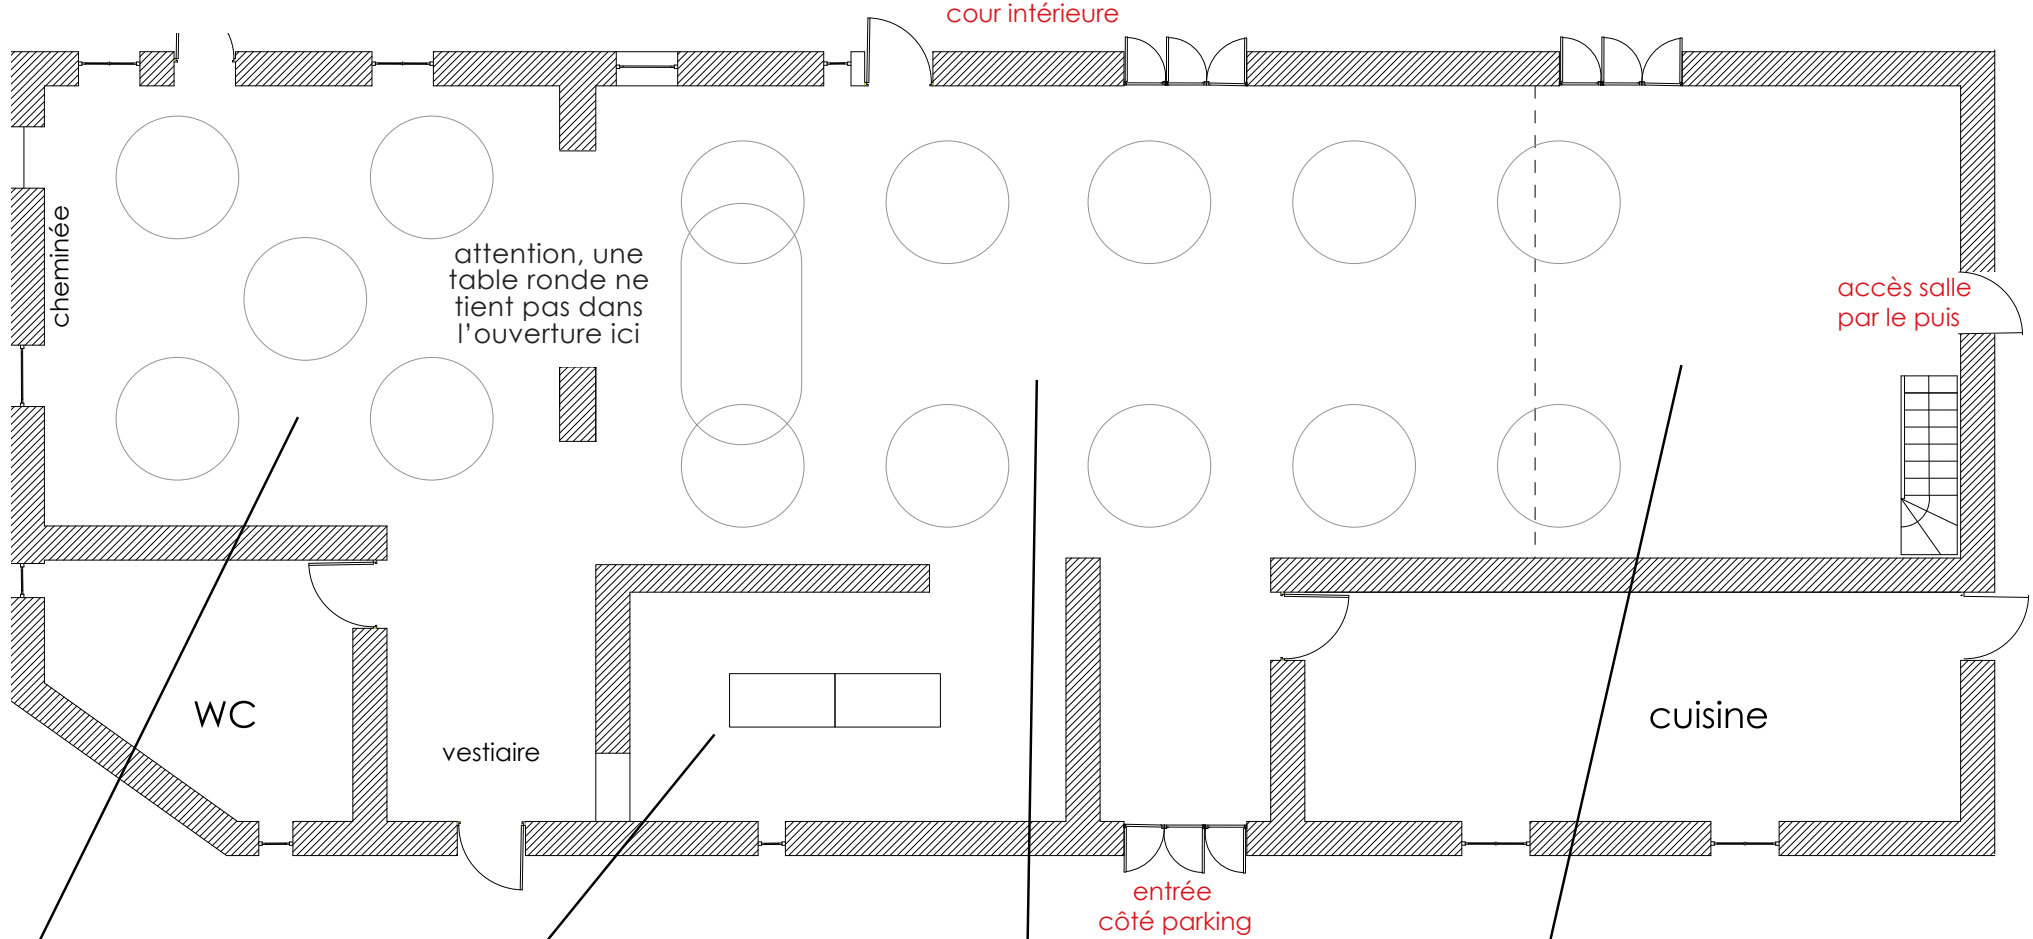 cour intérieure
cheminée
attention, une
table ronde ne
tient pas dans
l'ouverture ici
accès salle
par le puis
WC
vestiaire
cuisine
entrée
côté parking